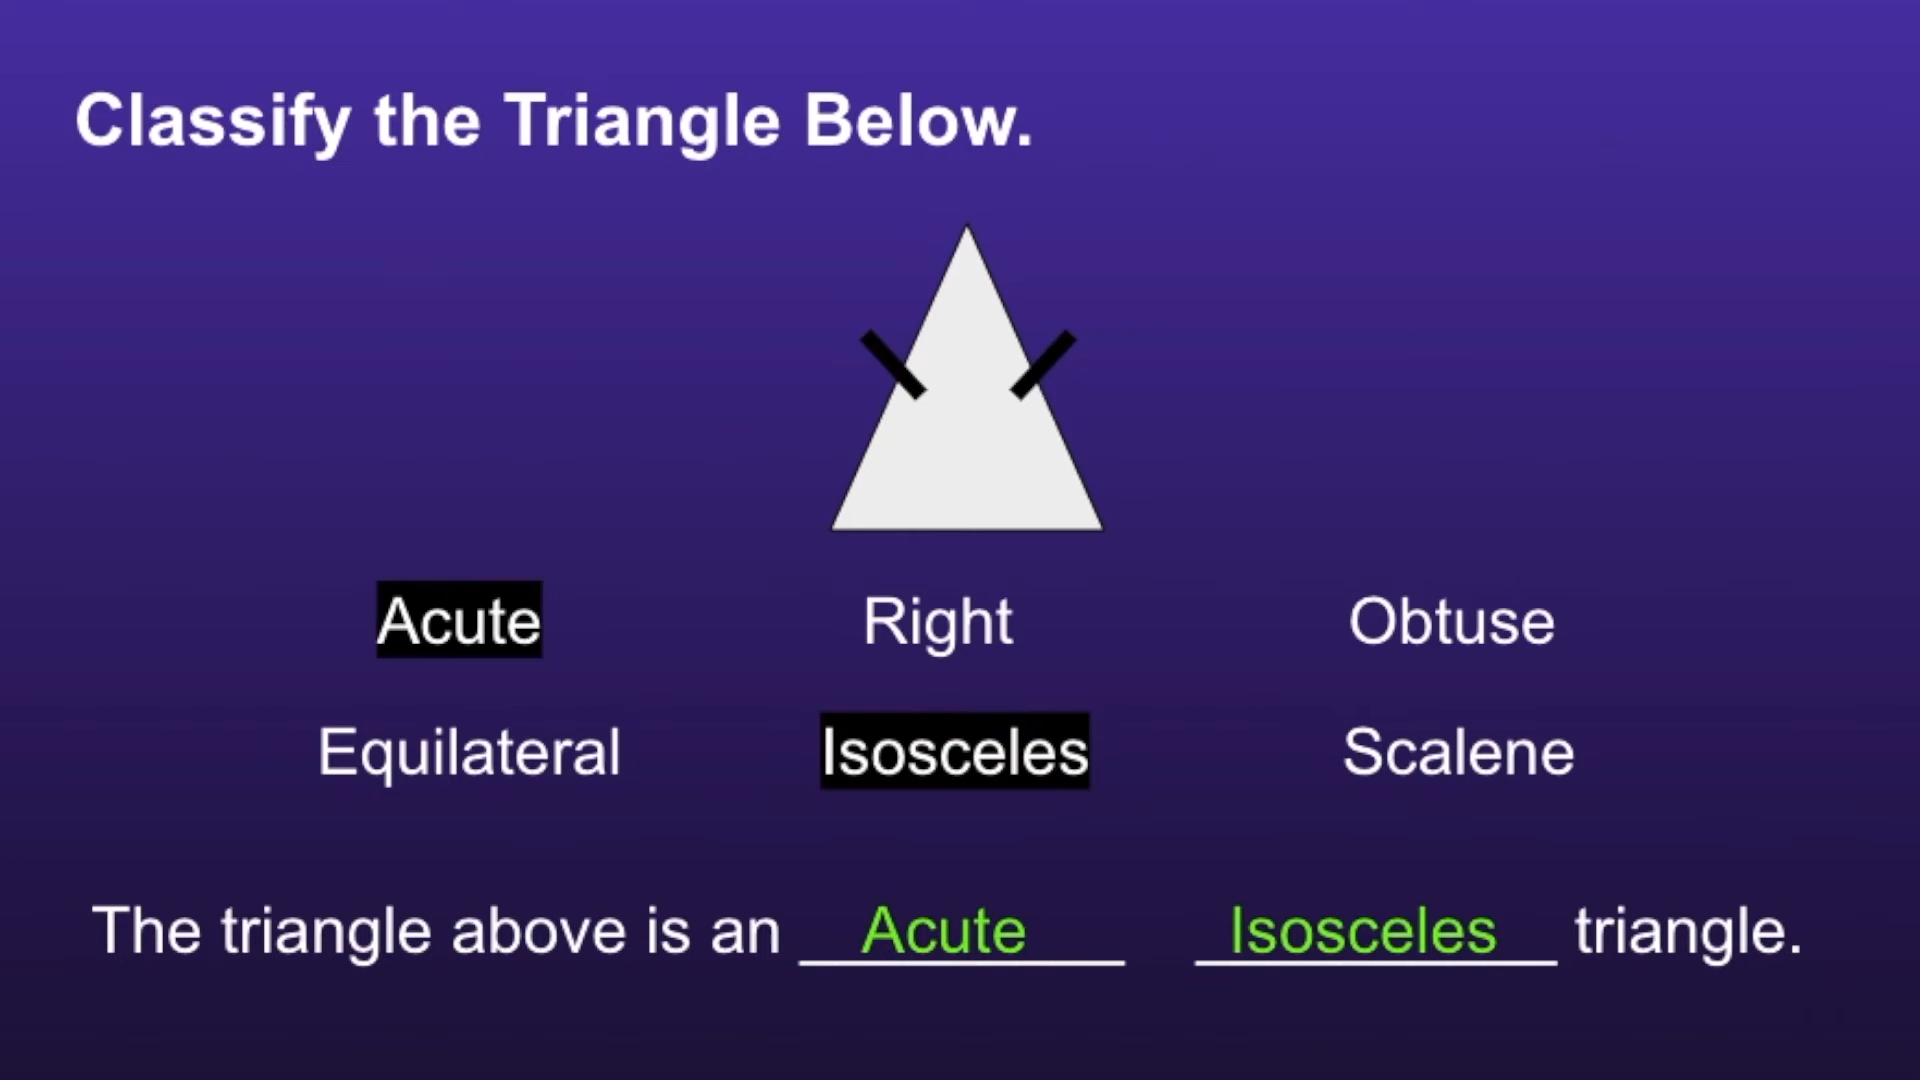 Classify the Triangle Below.
Acute Right Obtuse
Equilateral Isosceles Scalene
The triangle above is an Acute Isosceles triangle.